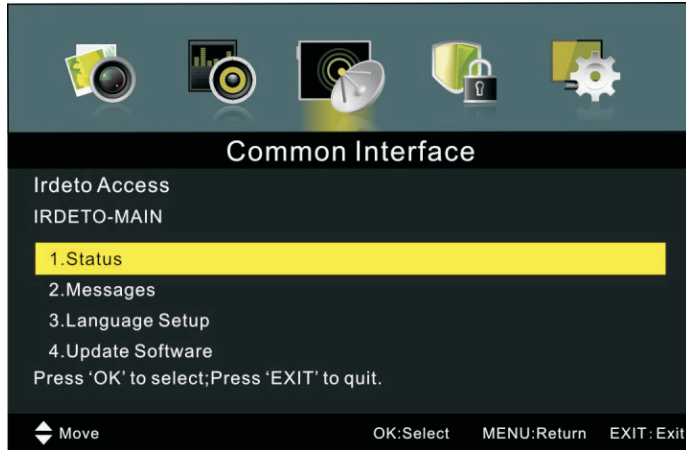 Common Interface
Irdeto Access
IRDETO-MAIN
1.Status
2.Messages
3.Language Setup
4.Update Software
Press ‘OK’ to select;Press ‘EXIT’ to quit.
Move OK:Select MENU:Return EXIT:Exit